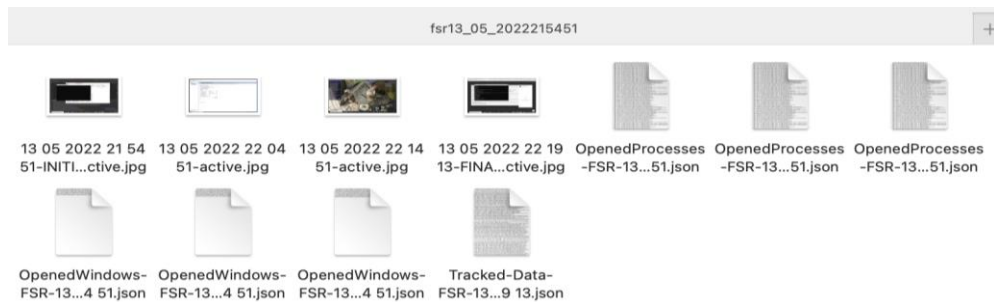 fsr13_05_2022215451
+
13 05 2022 21 54 13 05 2022 22 04 13 05 2022 22 14 13 05 2022 22 19 OpenedProcesses OpenedProcesses OpenedProcesses
51-INITI...ctive.jpg 51-active.jpg 51-active.jpg 13-FINA...ctive.jpg -FSR-13...51.json -FSR-13...51.json -FSR-13...51.json
OpenedWindows- OpenedWindows- OpenedWindows- Tracked-Data-
FSR-13...4 51.json FSR-13...4 51.json FSR-13...4 51.json FSR-13...9 13.json